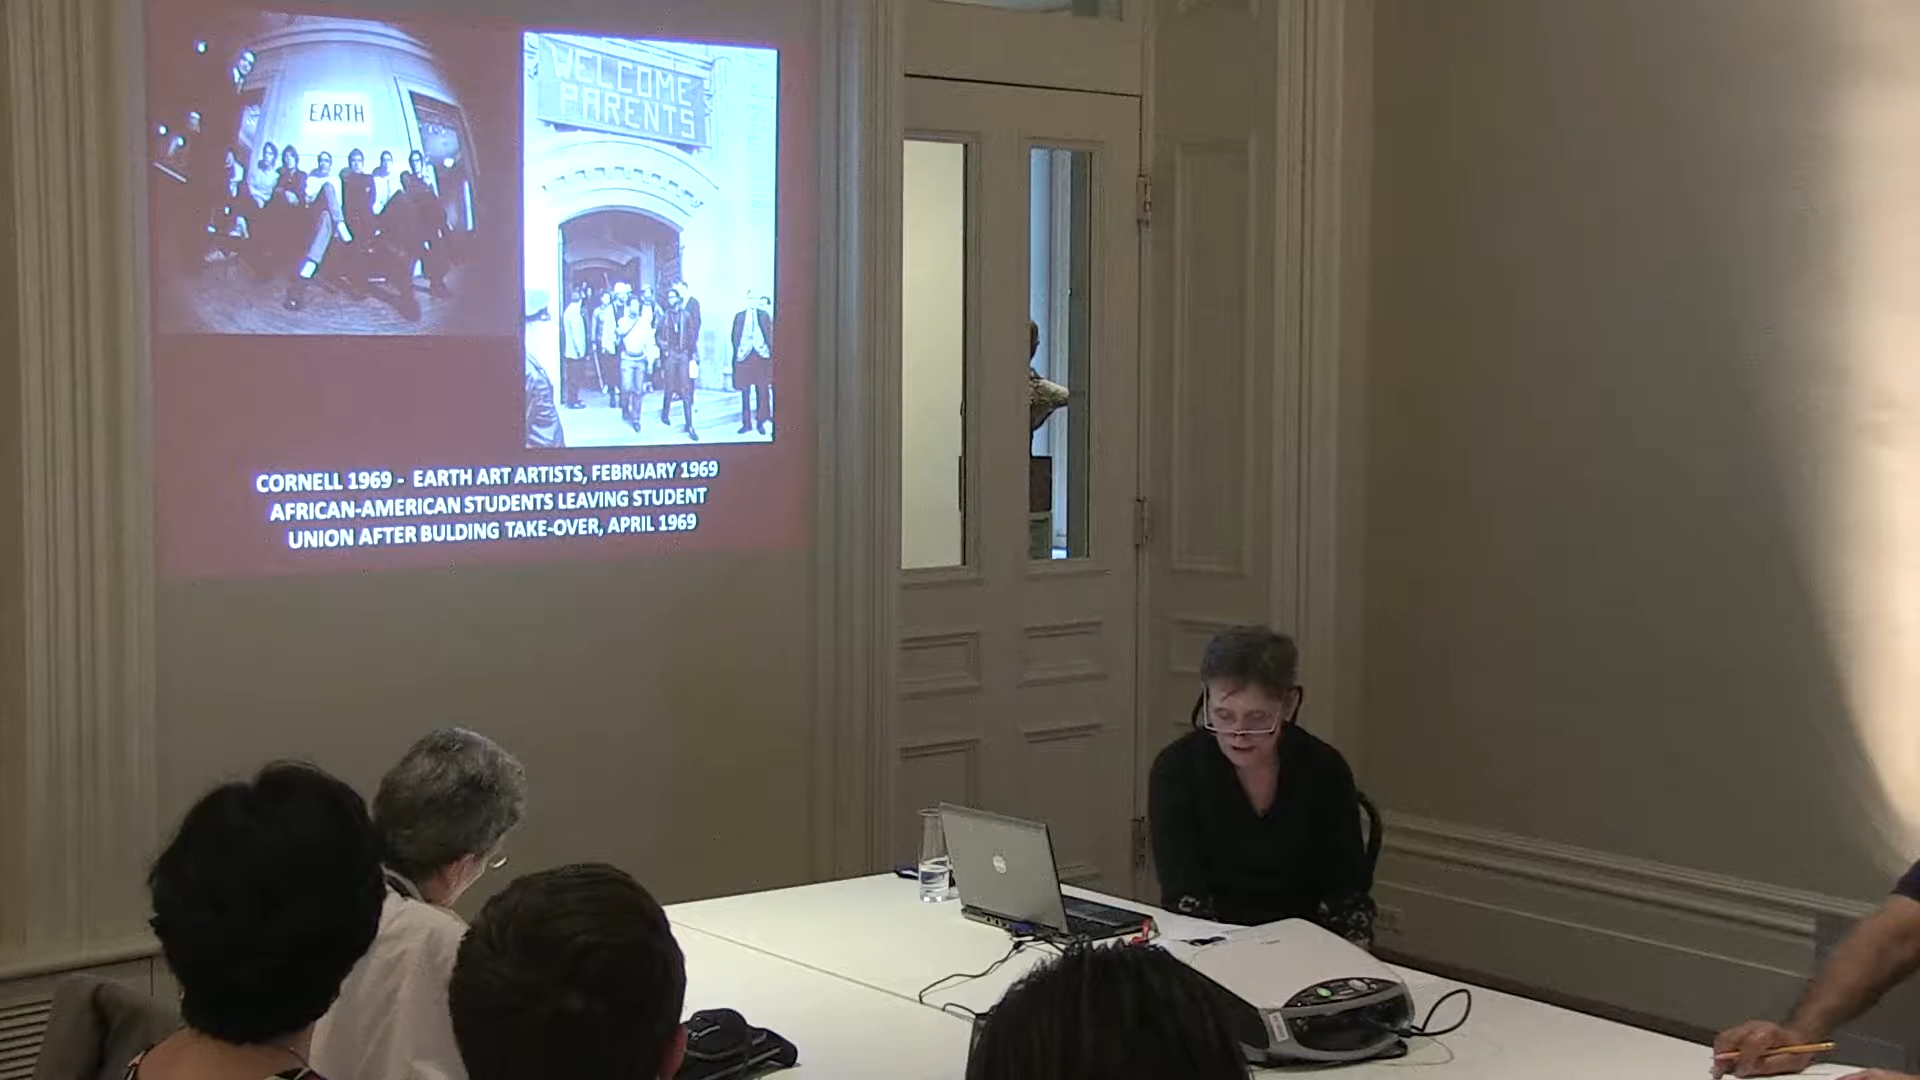 EARTH
WELCOME
PARENTS
CORNELL 1969 - EARTH ART ARTISTS, FEBRUARY 1969
AFRICAN-AMERICAN STUDENTS LEAVING STUDENT
UNION AFTER BULDING TAKE-OVER, APRIL 1969